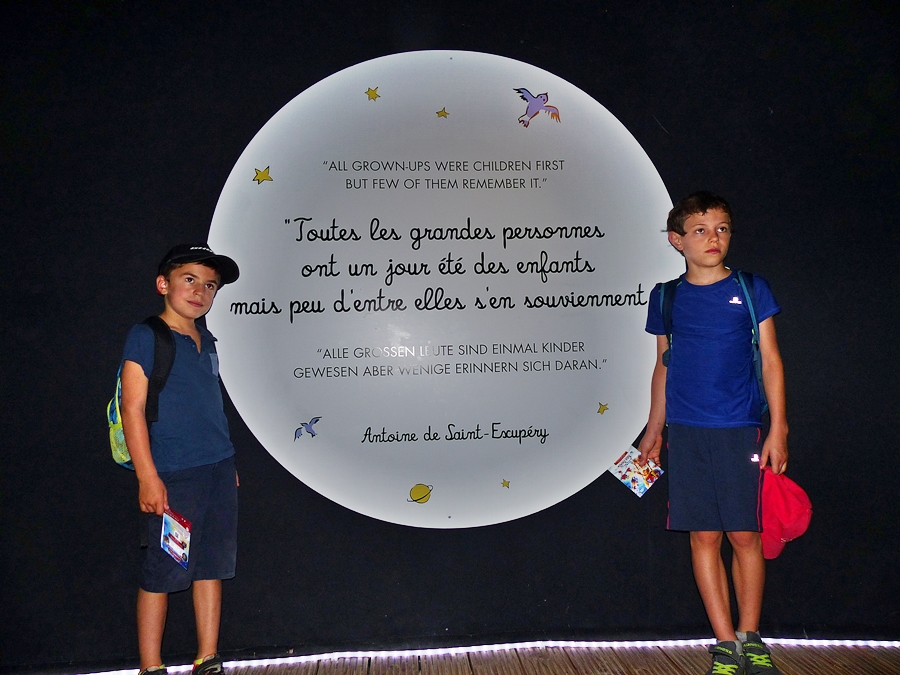 “ALL GROWN-UPS WERE CHILDREN FIRST
BUT FEW OF THEM REMEMBER IT.”
"Toutes les grandes personnes
ont un jour été des enfants
mais peu d'entre elles s'en souviennent
“ALLE GROSSEN LEUTE SIND EINMAL KINDER
GEWESEN ABER WENIGE ERINNERN SICH DARAN.”
Antoine de Saint-Exupéry